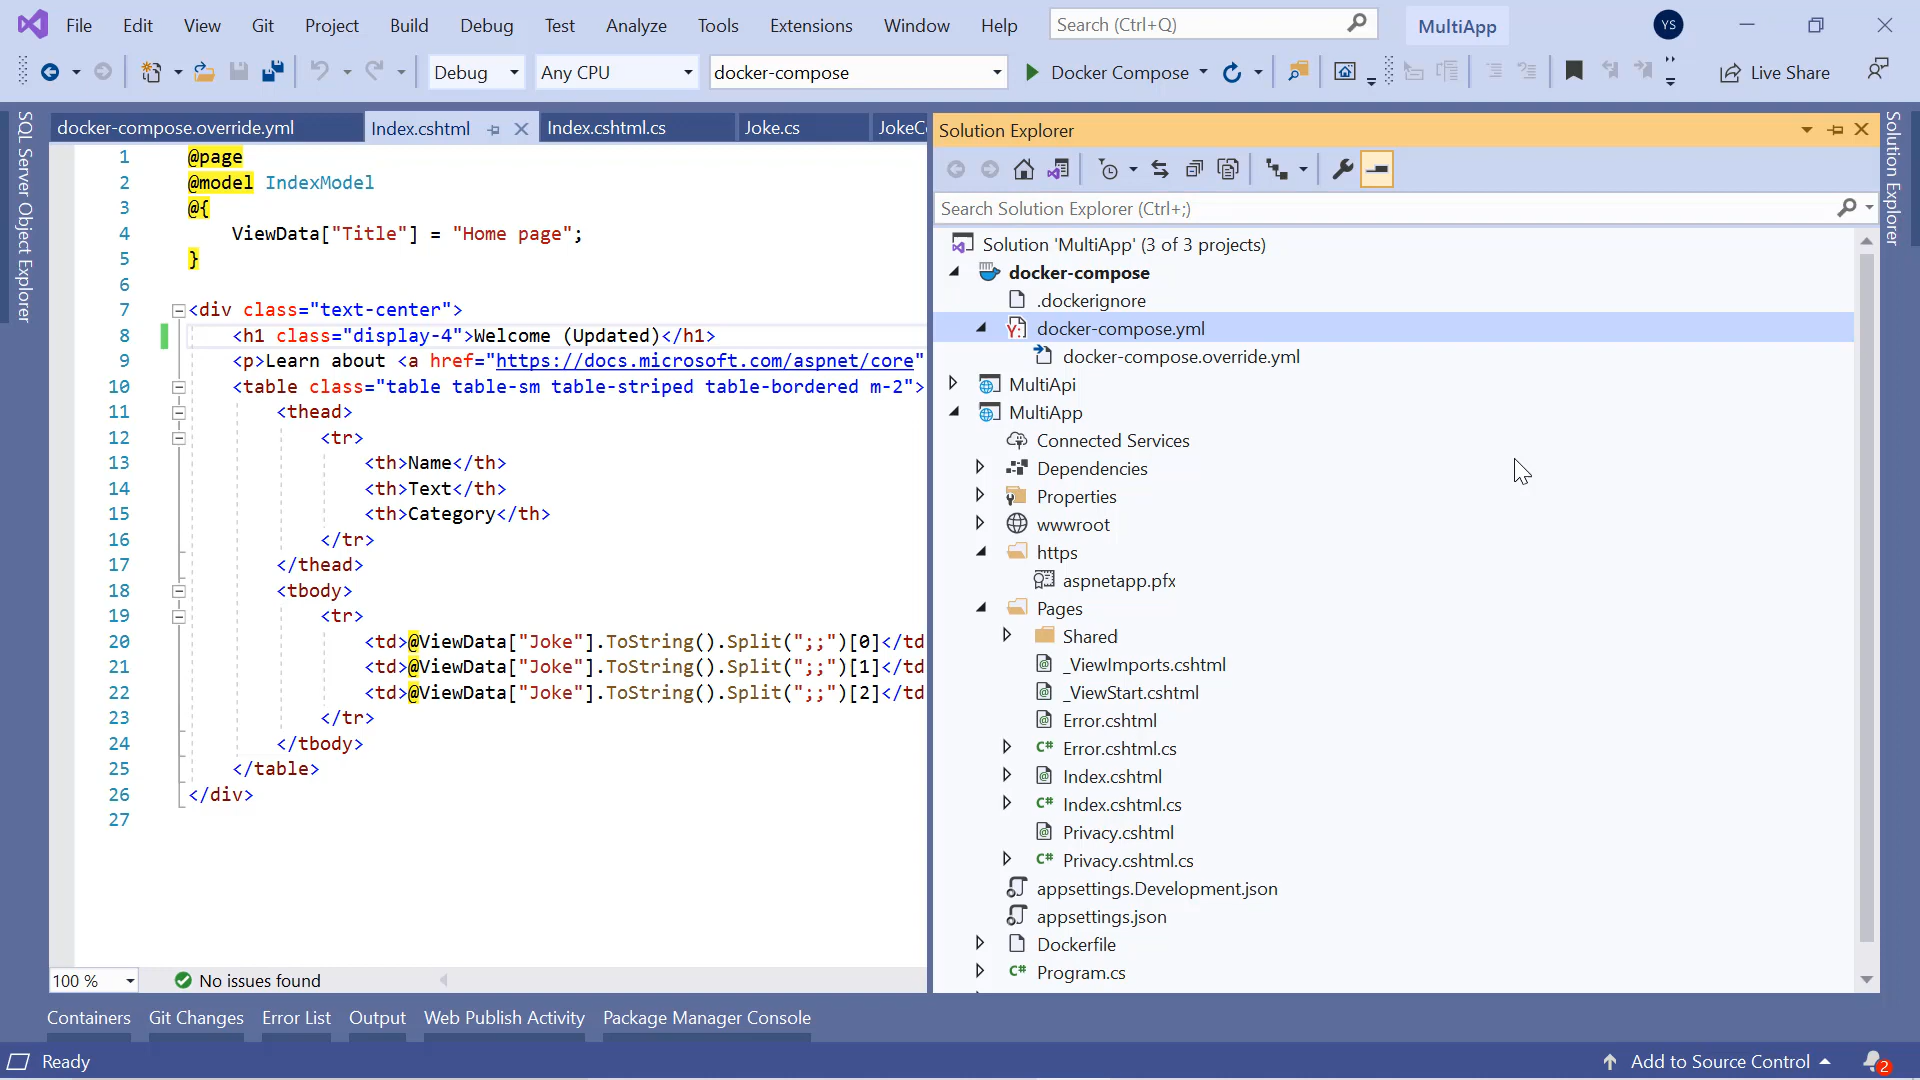 File Edit View Git Project Build Debug Test Analyze Tools Extensions Window Help Search (Ctrl+Q) MultiApp YS
Debug Any CPU docker-compose Docker Compose Live Share
SQL Server Object Explorer
docker-compose.override.yml Index.cshtml Index.cshtml.cs Joke.cs JokeC
1 @page
2 @model IndexModel
3 @{
4 ViewData["Title"] = "Home page";
5 }
6
7 <div class="text-center">
8 <h1 class="display-4">Welcome (Updated)</h1>
9 <p>Learn about <a href="https://docs.microsoft.com/aspnet/core"
10 <table class="table table-sm table-striped table-bordered m-2">
11 <thead>
12 <tr>
13 <th>Name</th>
14 <th>Text</th>
15 <th>Category</th>
16 </tr>
17 </thead>
18 <tbody>
19 <tr>
20 <td>@ViewData["Joke"].ToString().Split(";;")[0]</td
21 <td>@ViewData["Joke"].ToString().Split(";;")[1]</td
22 <td>@ViewData["Joke"].ToString().Split(";;")[2]</td
23 </tr>
24 </tbody>
25 </table>
26 </div>
27
100 % No issues found
Solution Explorer
Search Solution Explorer (Ctrl+;)
Solution 'MultiApp' (3 of 3 projects)
docker-compose
.dockerignore
docker-compose.yml
docker-compose.override.yml
MultiApi
MultiApp
Connected Services
Dependencies
Properties
wwwroot
https
aspnetapp.pfx
Pages
Shared
_ViewImports.cshtml
_ViewStart.cshtml
Error.cshtml
C# Error.cshtml.cs
Index.cshtml
C# Index.cshtml.cs
Privacy.cshtml
C# Privacy.cshtml.cs
appsettings.Development.json
appsettings.json
Dockerfile
C# Program.cs
Solution Explorer
Containers Git Changes Error List Output Web Publish Activity Package Manager Console
Ready Add to Source Control 2